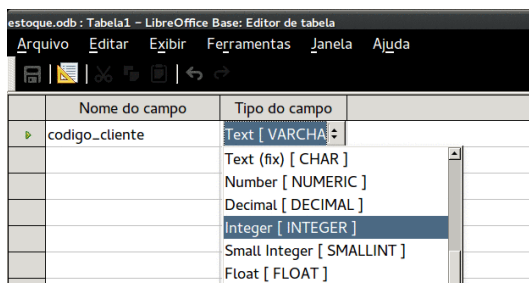 estoque.odb : Tabela1 – LibreOffice Base: Editor de tabela
Arquivo Editar Exibir Ferramentas Janela Ajuda
Nome do campo Tipo do campo
codigo_cliente Text [ VARCHA
Text (fix) [ CHAR ]
Number [ NUMERIC ]
Decimal [ DECIMAL ]
Integer [ INTEGER ]
Small Integer [ SMALLINT ]
Float [ FLOAT ]